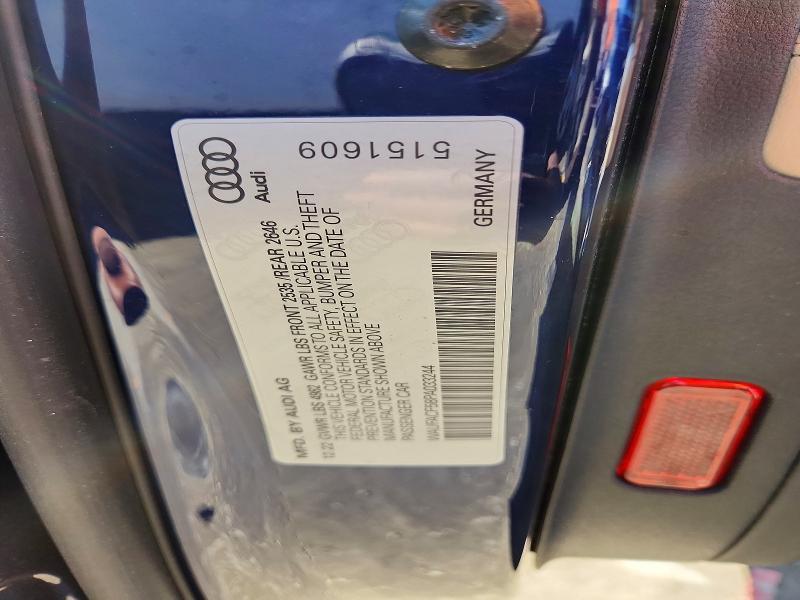 Audi
5151609
MFD. BY AUDI AG
12.22 GVWR LBS 4982 GAWR LBS FRONT 2535 /REAR 2646
THIS VEHICLE CONFORMS TO ALL APPLICABLE U.S.
FEDERAL MOTOR VEHICLE SAFETY, BUMPER AND THEFT
PREVENTION STANDARDS IN EFFECT ON THE DATE OF
MANUFACTURE SHOWN ABOVE
PASSENGER CAR
WAUFACF58PA033244
GERMANY